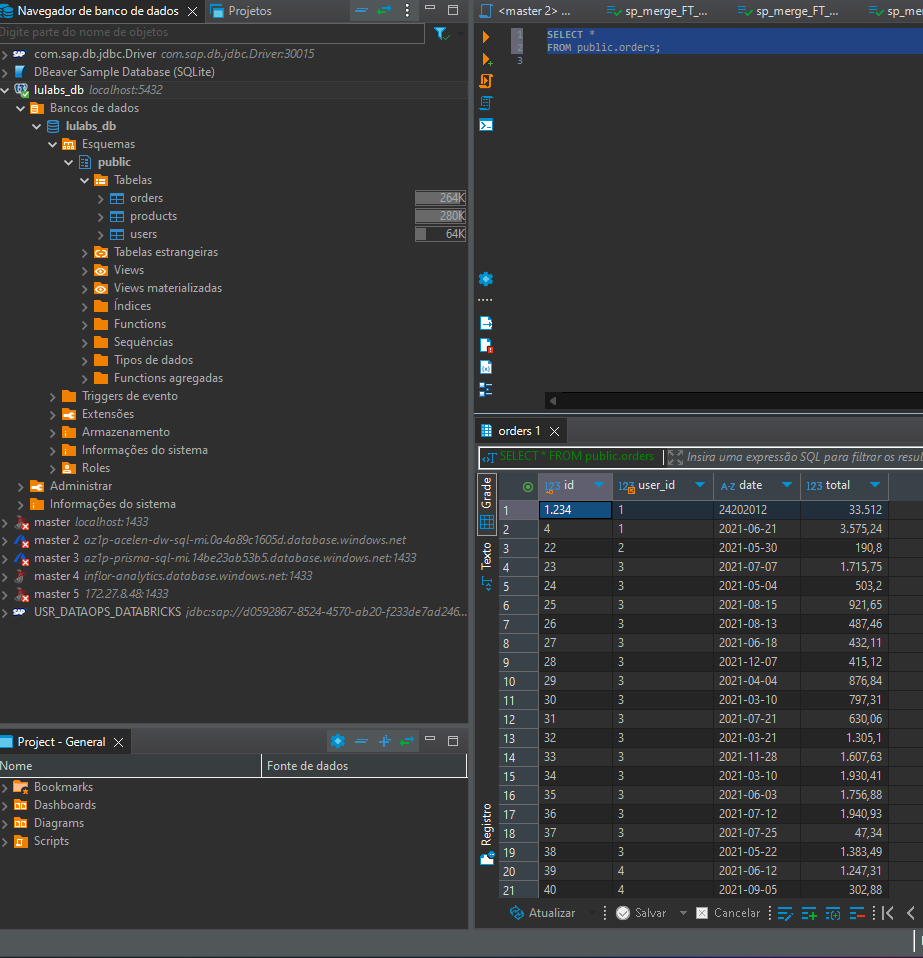 Navegador de banco de dados
Projetos
Digite parte do nome de objetos
com.sap.db.jdbc.Driver com.sap.db.jdbc.Driver:30015
DBeaver Sample Database (SQLite)
lulabs_db localhost:5432
Bancos de dados
lulabs_db
Esquemas
public
Tabelas
orders 264K
products 280K
users 64K
Tabelas estrangeiras
Views
Views materializadas
Índices
Functions
Sequências
Tipos de dados
Functions agregadas
Triggers de evento
Extensões
Armazenamento
Informações do sistema
Roles
Administrar
Informações do sistema
master localhost:1433
master 2 az1p-acelen-dw-sql-mi.0a4a89c1605d.database.windows.net
master 3 az1p-prisma-sql-mi.14be23ab53b5.database.windows.net:1433
master 4 inflor-analytics.database.windows.net:1433
master 5 172.27.8.48:1433
USR_DATAOPS_DATABRICKS jdbc:sap://d0592867-8524-4570-ab20-f233de7ad246...
Project - General
Nome Fonte de dados
Bookmarks
Dashboards
Diagrams
Scripts
<master 2> ... sp_merge_FT_... sp_merge_FT_... sp_me
1 SELECT *
2 FROM public.orders;
3
orders 1
SELECT * FROM public.orders Insira uma expressão SQL para filtrar os resul
Grade
Texto
Registro
123 id 123 user_id A-Z date 123 total
1 1.234 1 24202012 33.512
2 4 1 2021-06-21 3.575,24
3 22 2 2021-05-30 190,8
4 23 3 2021-07-07 1.715,75
5 24 3 2021-05-04 503,2
6 25 3 2021-08-15 921,65
7 26 3 2021-08-13 487,46
8 27 3 2021-06-18 432,11
9 28 3 2021-12-07 415,12
10 29 3 2021-04-04 876,84
11 30 3 2021-03-10 797,31
12 31 3 2021-07-21 630,06
13 32 3 2021-03-21 1.305,1
14 33 3 2021-11-28 1.607,63
15 34 3 2021-03-10 1.930,41
16 35 3 2021-06-03 1.756,88
17 36 3 2021-07-12 1.940,93
18 37 3 2021-07-25 47,34
19 38 3 2021-05-22 1.383,49
20 39 4 2021-06-12 1.247,31
21 40 4 2021-09-05 302,88
Atualizar Salvar Cancelar